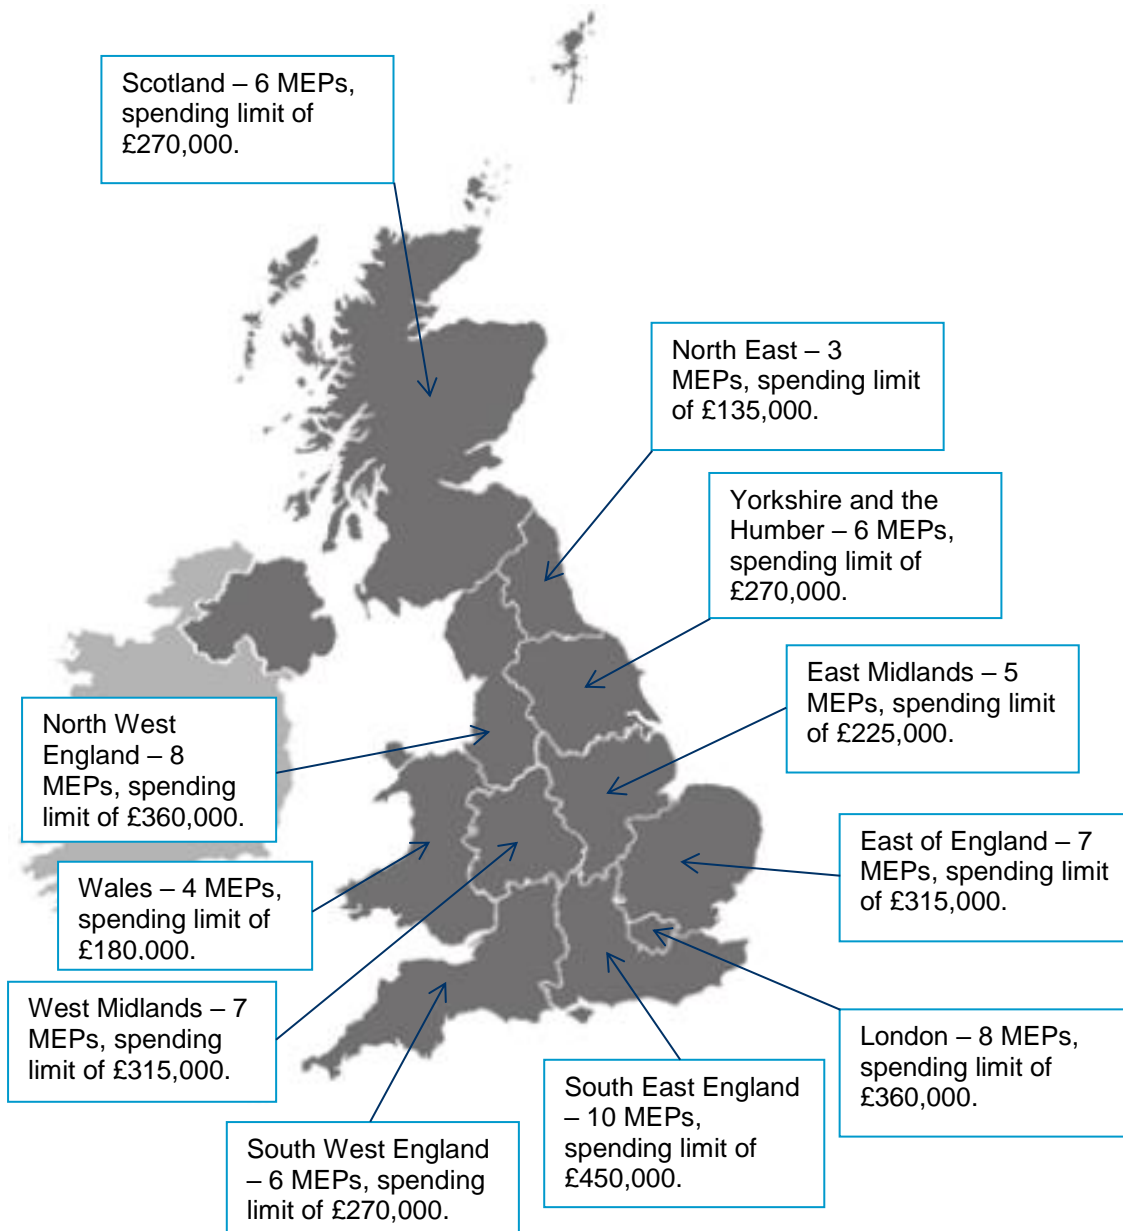 Scotland – 6 MEPs,
spending limit of
£270,000.
North East – 3
MEPs, spending limit
of £135,000.
Yorkshire and the
Humber – 6 MEPs,
spending limit of
£270,000.
East Midlands – 5
MEPs, spending limit
of £225,000.
North West
England – 8
MEPs, spending
limit of £360,000.
East of England – 7
MEPs, spending limit
of £315,000.
Wales – 4 MEPs,
spending limit of
£180,000.
West Midlands – 7
MEPs, spending
limit of £315,000.
London – 8 MEPs,
spending limit of
£360,000.
South East England
– 10 MEPs,
spending limit of
£450,000.
South West England
– 6 MEPs, spending
limit of £270,000.